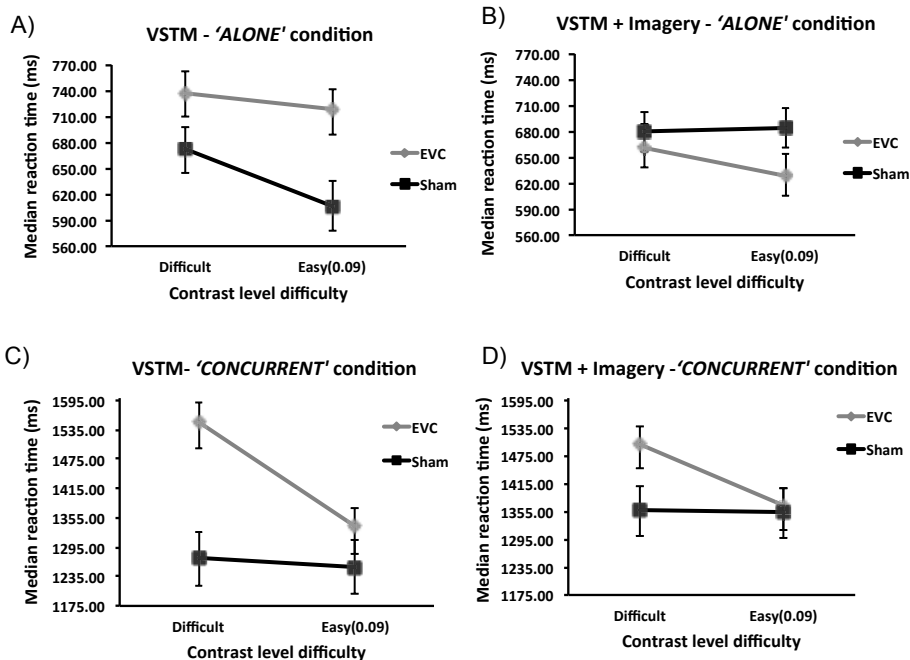 A)
VSTM - ‘ALONE' condition
Median reaction time (ms)
770.00
740.00
710.00
680.00
650.00
620.00
590.00
560.00
EVC
Sham
Difficult Easy(0.09)
Contrast level difficulty
B)
VSTM + Imagery - ‘ALONE' condition
Median reaction time (ms)
770.00
740.00
710.00
680.00
650.00
620.00
590.00
560.00
EVC
Sham
Difficult Easy(0.09)
Contrast level difficulty
C)
VSTM- ‘CONCURRENT' condition
Median reaction time (ms)
1595.00
1535.00
1475.00
1415.00
1355.00
1295.00
1235.00
1175.00
EVC
Sham
Difficult Easy(0.09)
Contrast level difficulty
D)
VSTM + Imagery -‘CONCURRENT' condition
Median reaction time (ms)
1595.00
1535.00
1475.00
1415.00
1355.00
1295.00
1235.00
1175.00
EVC
Sham
Difficult Easy(0.09)
Contrast level difficulty